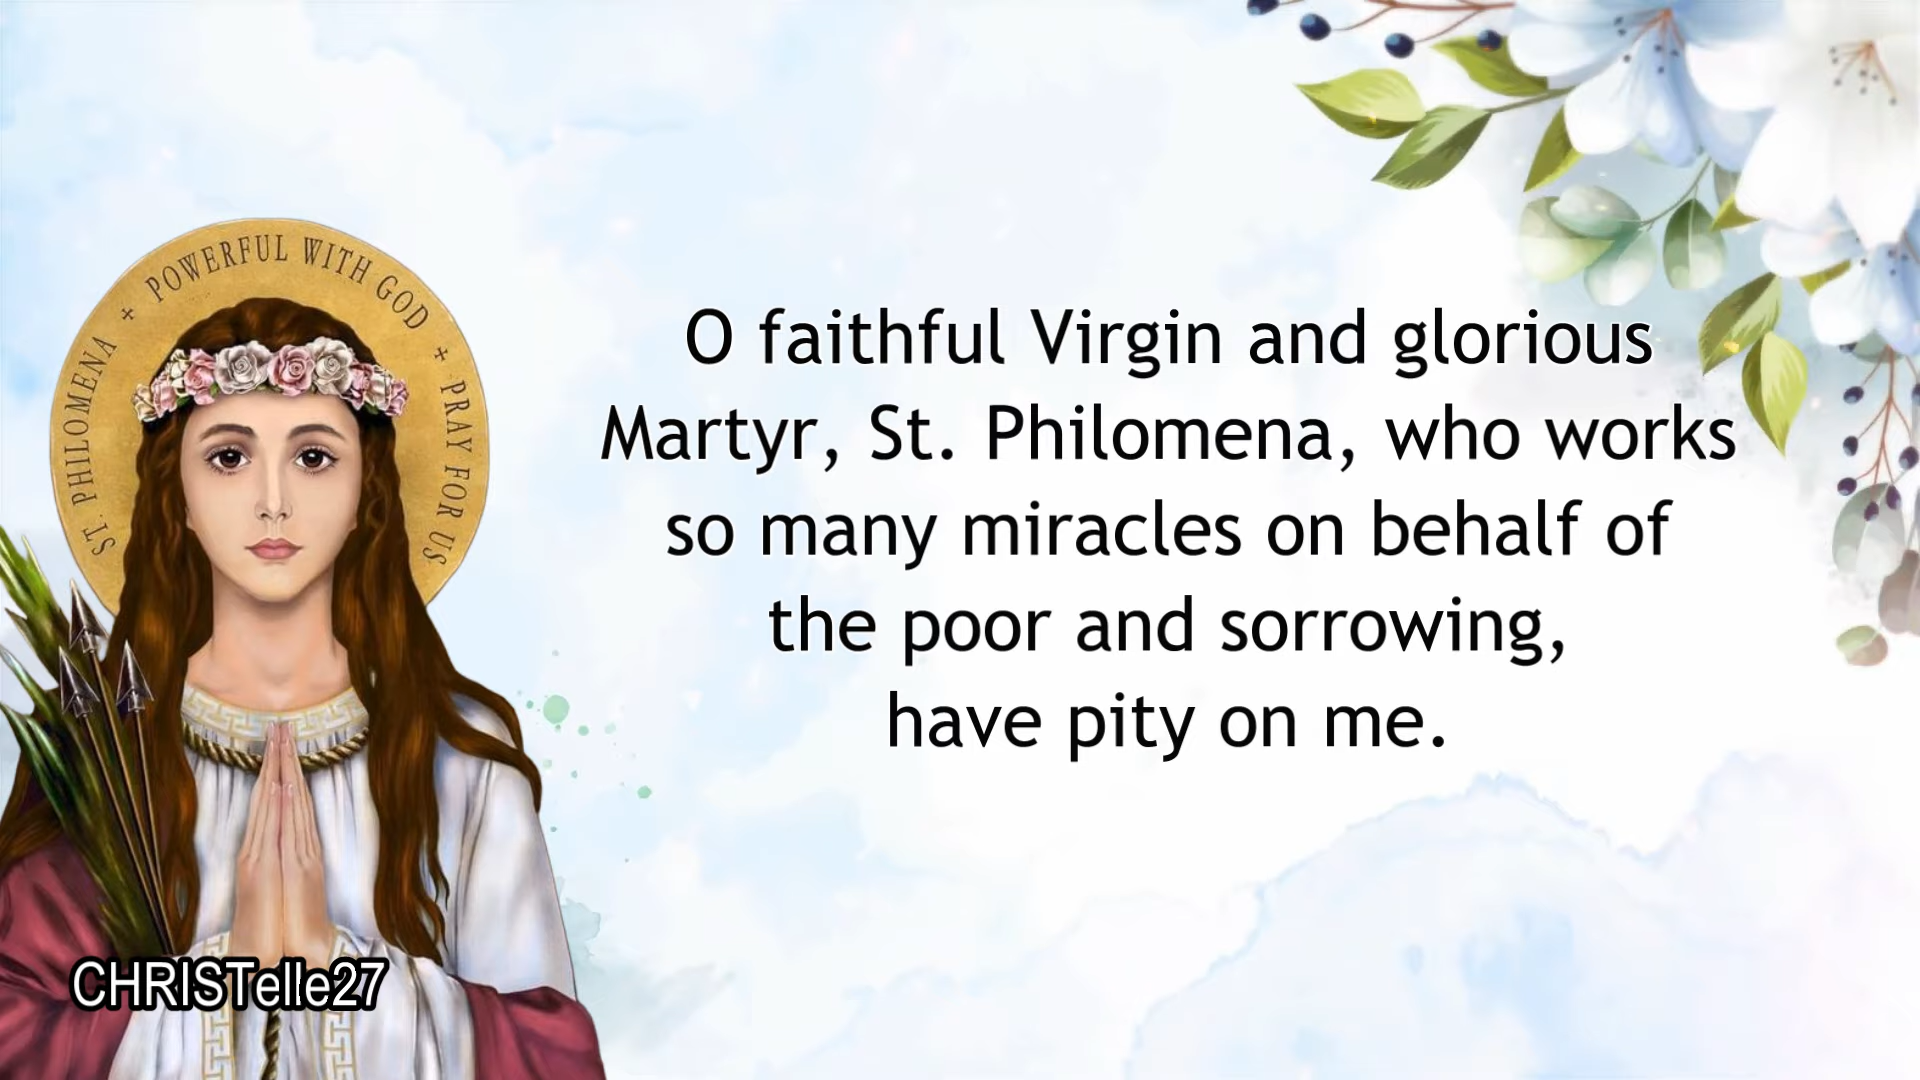 ST. PHILOMENA + POWERFUL WITH GOD + PRAY FOR US
O faithful Virgin and glorious
Martyr, St. Philomena, who works
so many miracles on behalf of
the poor and sorrowing,
have pity on me.
CHRISTelle27